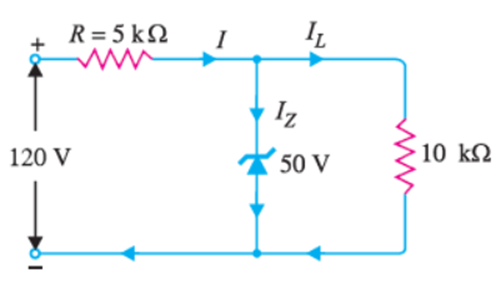 R = 5 kΩ
I
I_L
+
I_Z
120 V
50 V
10 kΩ
−